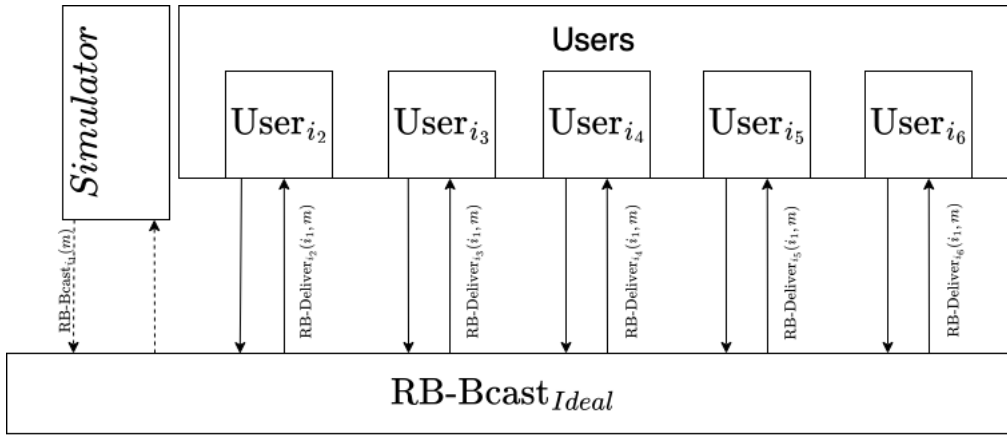 Simulator
Users
User_{i_2}
User_{i_3}
User_{i_4}
User_{i_5}
User_{i_6}
RB-Bcast_{i_1}(m)
RB-Deliver_{i_2}(i_1, m)
RB-Deliver_{i_3}(i_1, m)
RB-Deliver_{i_4}(i_1, m)
RB-Deliver_{i_5}(i_1, m)
RB-Deliver_{i_6}(i_1, m)
RB-Bcast_{Ideal}